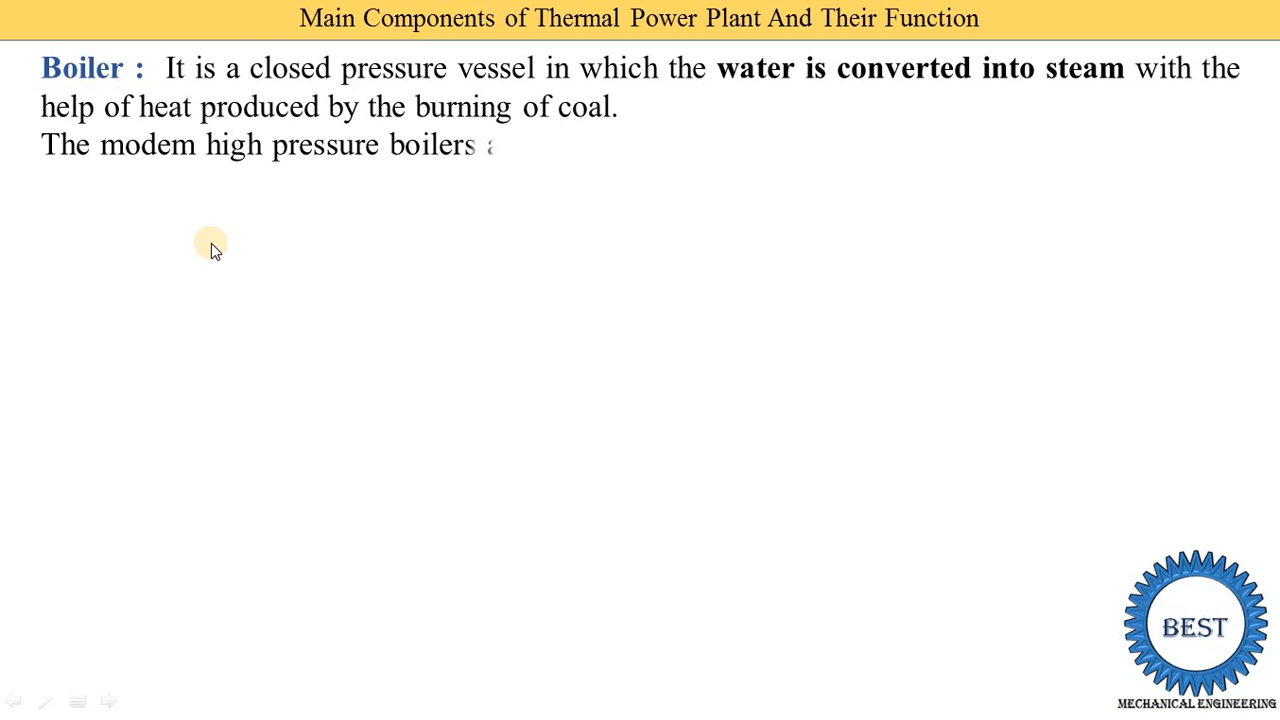 Main Components of Thermal Power Plant And Their Function
Boiler : It is a closed pressure vessel in which the water is converted into steam with the
help of heat produced by the burning of coal.
The modem high pressure boilers a
BEST
MECHANICAL ENGINEERING